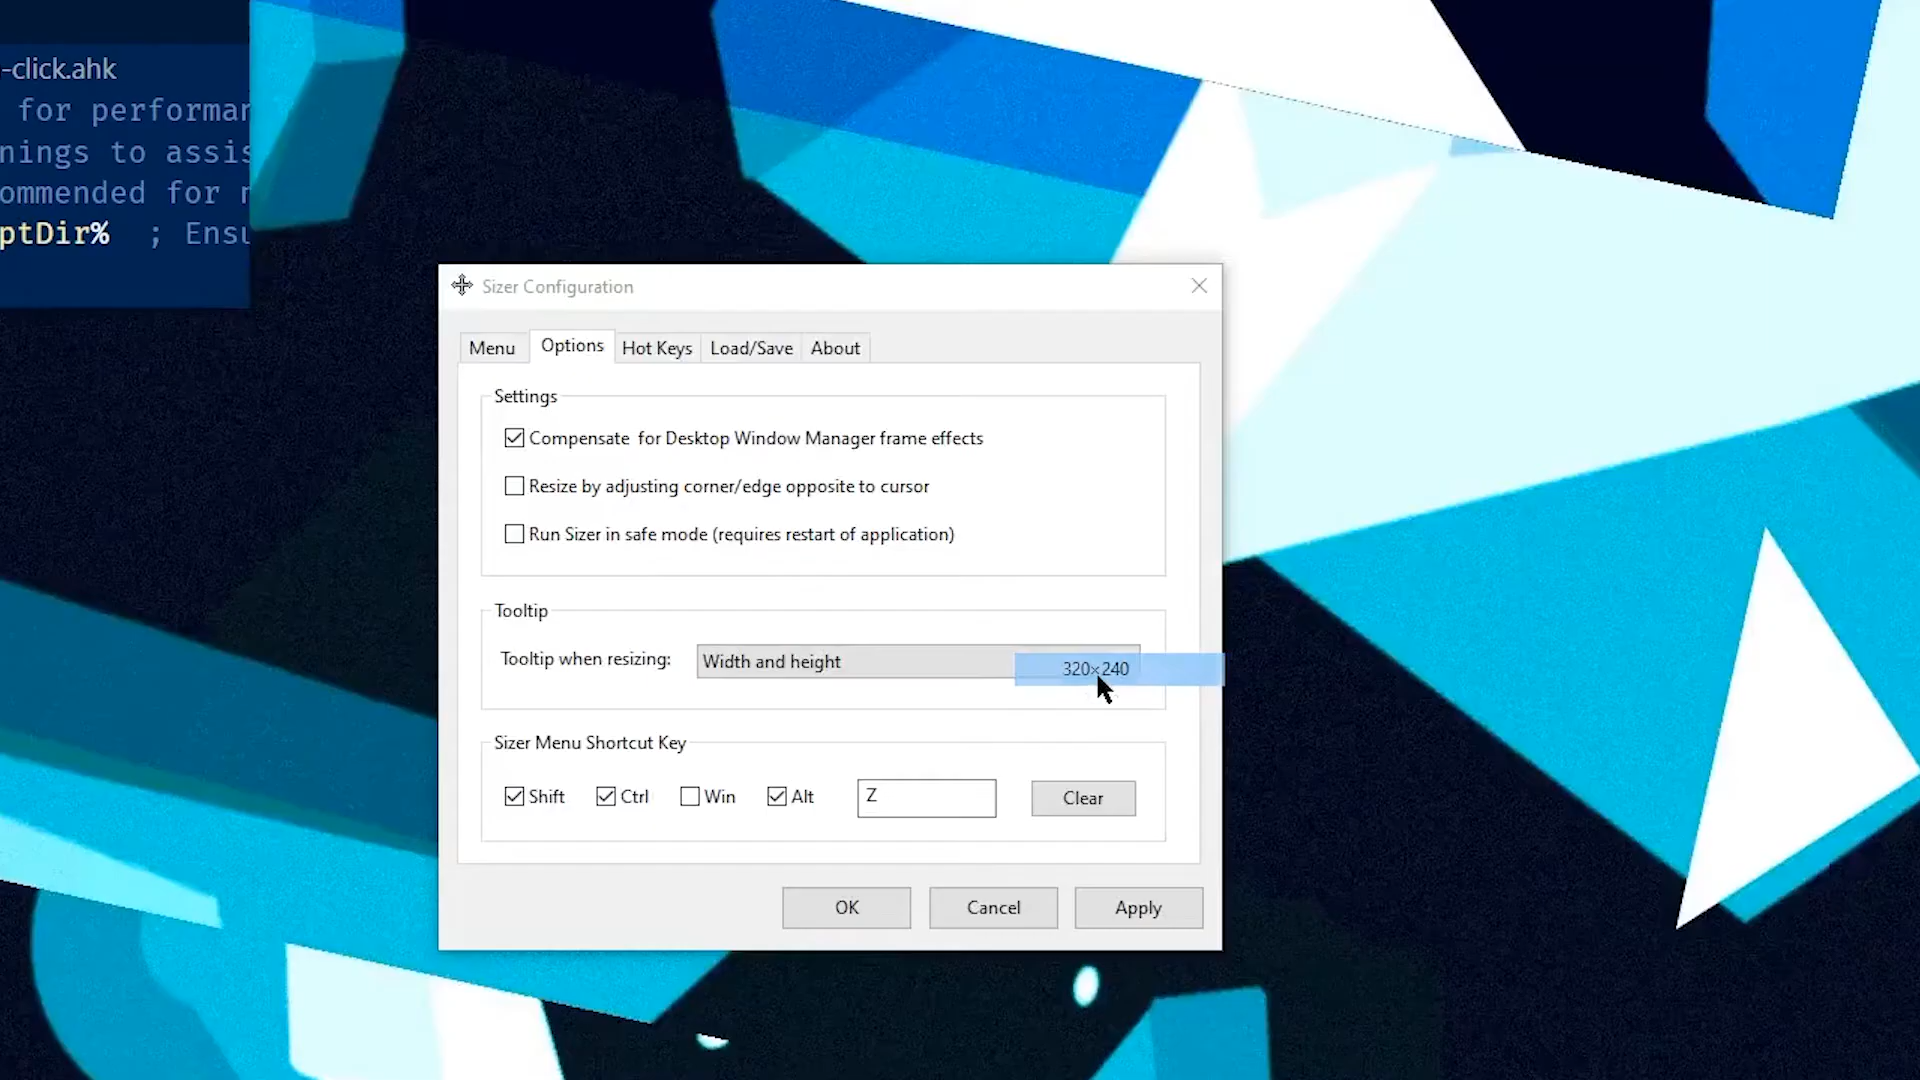 -click.ahk
for performan
nings to assis
ommended for n
ptDir% ; Ensu
Sizer Configuration
Menu
Options
Hot Keys
Load/Save
About
Settings
Compensate for Desktop Window Manager frame effects
Resize by adjusting corner/edge opposite to cursor
Run Sizer in safe mode (requires restart of application)
Tooltip
Tooltip when resizing:
Width and height
320×240
Sizer Menu Shortcut Key
Shift
Ctrl
Win
Alt
Z
Clear
OK
Cancel
Apply